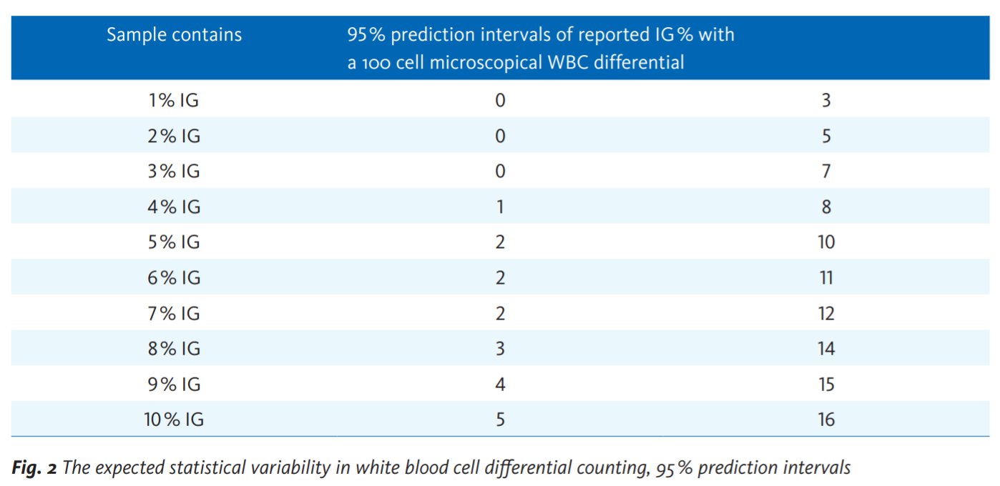 Sample contains 95% prediction intervals of reported IG% with
a 100 cell microscopical WBC differential
1% IG 0 3
2% IG 0 5
3% IG 0 7
4% IG 1 8
5% IG 2 10
6% IG 2 11
7% IG 2 12
8% IG 3 14
9% IG 4 15
10% IG 5 16
Fig. 2 The expected statistical variability in white blood cell differential counting, 95% prediction intervals